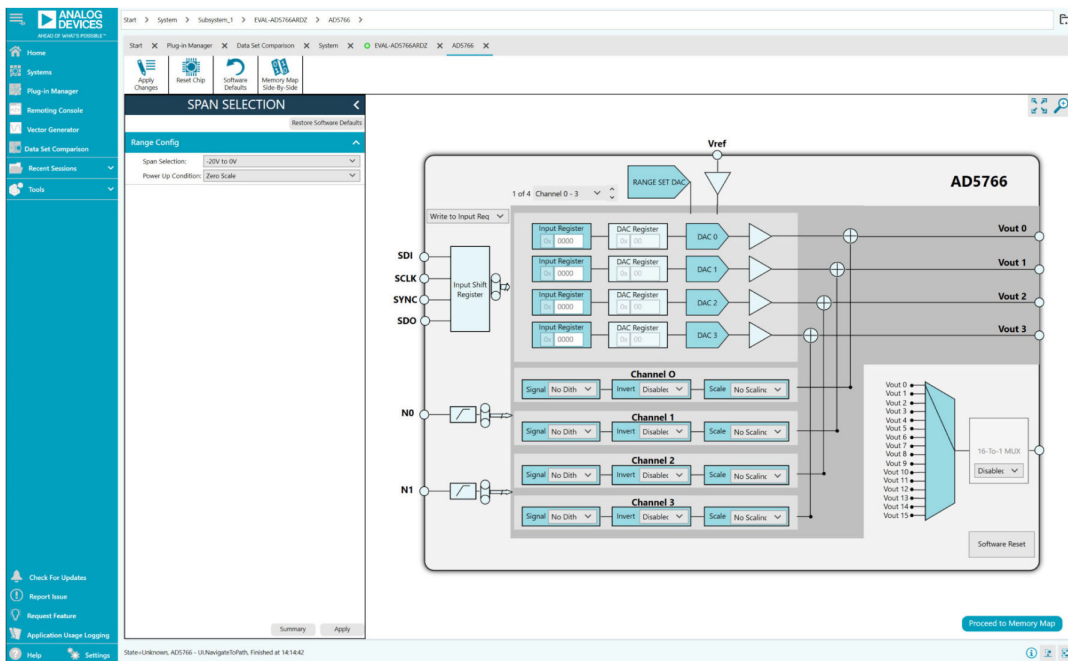 ANALOG
DEVICES
AHEAD OF WHAT'S POSSIBLE™
Start > System > Subsystem_1 > EVAL-AD5766ARDZ > AD5766 >
Start X Plug-in Manager X Data Set Comparison X System X EVAL-AD5766ARDZ X AD5766 X
Home
Systems
Plug-in Manager
Remoting Console
Vector Generator
Data Set Comparison
Recent Sessions
Tools
Apply
Changes
Reset Chip
Software
Defaults
Memory Map
Side-By-Side
SPAN SELECTION
Restore Software Defaults
Range Config
Span Selection: -20V to 0V
Power Up Condition: Zero Scale
Summary Apply
Vref
AD5766
RANGE SET DAC
1 of 4 Channel 0 - 3
Write to Input Req
SDI
SCLK
SYNC
SDO
Input Shift
Register
Input Register DAC Register
0x 0000 0x 00 DAC 0 Vout 0
Input Register DAC Register
0x 0000 0x 00 DAC 1 Vout 1
Input Register DAC Register
0x 0000 0x 00 DAC 2 Vout 2
Input Register DAC Register
0x 0000 0x 00 DAC 3 Vout 3
Channel O
Signal No Dith Invert Disablec Scale No Scalinc
N0
Channel 1
Signal No Dith Invert Disablec Scale No Scalinc
Channel 2
Signal No Dith Invert Disablec Scale No Scalinc
N1
Channel 3
Signal No Dith Invert Disablec Scale No Scalinc
Vout 0
Vout 1
Vout 2
Vout 3
Vout 4
Vout 5
Vout 6
Vout 7
Vout 8
Vout 9
Vout 10
Vout 11
Vout 12
Vout 13
Vout 14
Vout 15
16-To-1 MUX
Disablec
Software Reset
Proceed to Memory Map
Check For Updates
Report Issue
Request Feature
Application Usage Logging
Help Settings
State=Unknown, AD5766 - UI.NavigateToPath, Finished at 14:14:42